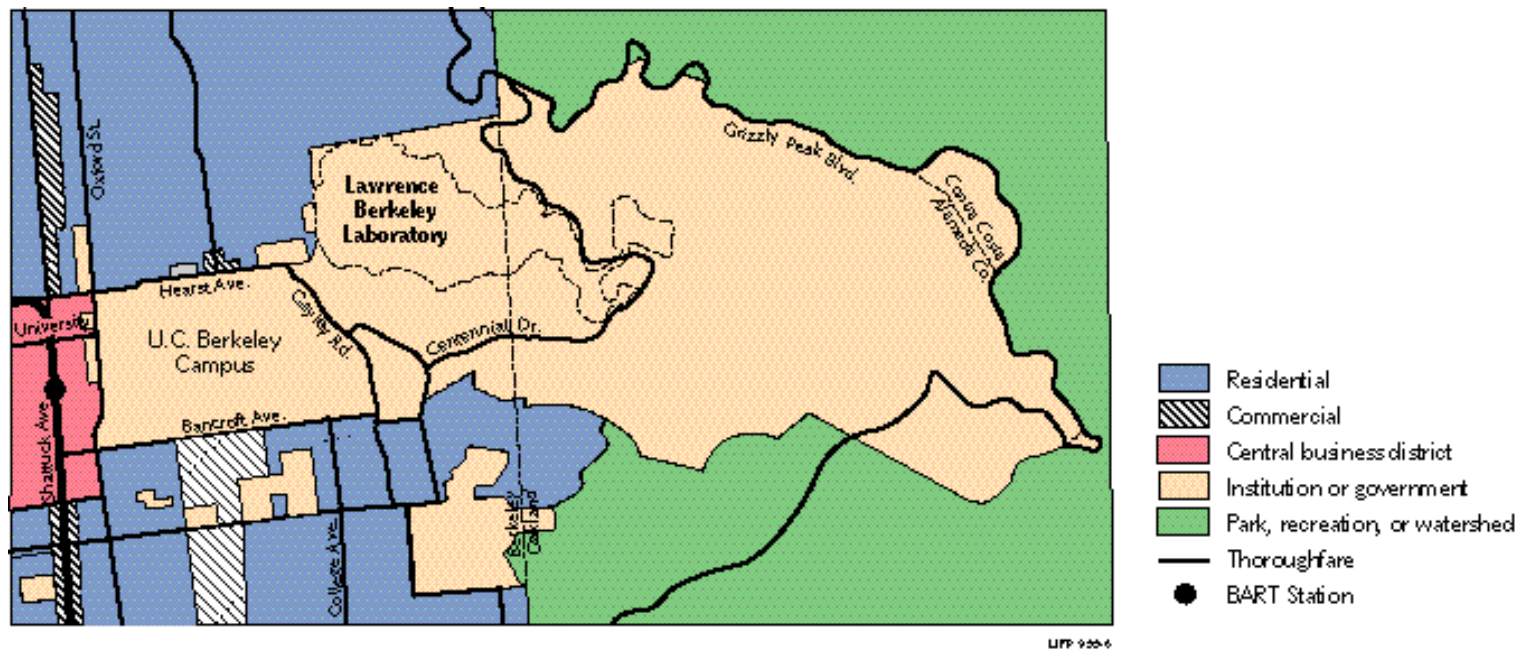 Oxford St.
Grizzly Peak Blvd.
Contra Costa
Alameda Co.
Lawrence
Berkeley
Laboratory
Hearst Ave.
Cayley Rd.
Centennial Dr.
University
U.C. Berkeley
Campus
Bancroft Ave.
Shattuck Ave
College Ave.
Berkeley
Oakland
Residential
Commercial
Central business district
Institution or government
Park, recreation, or watershed
Thoroughfare
BART Station